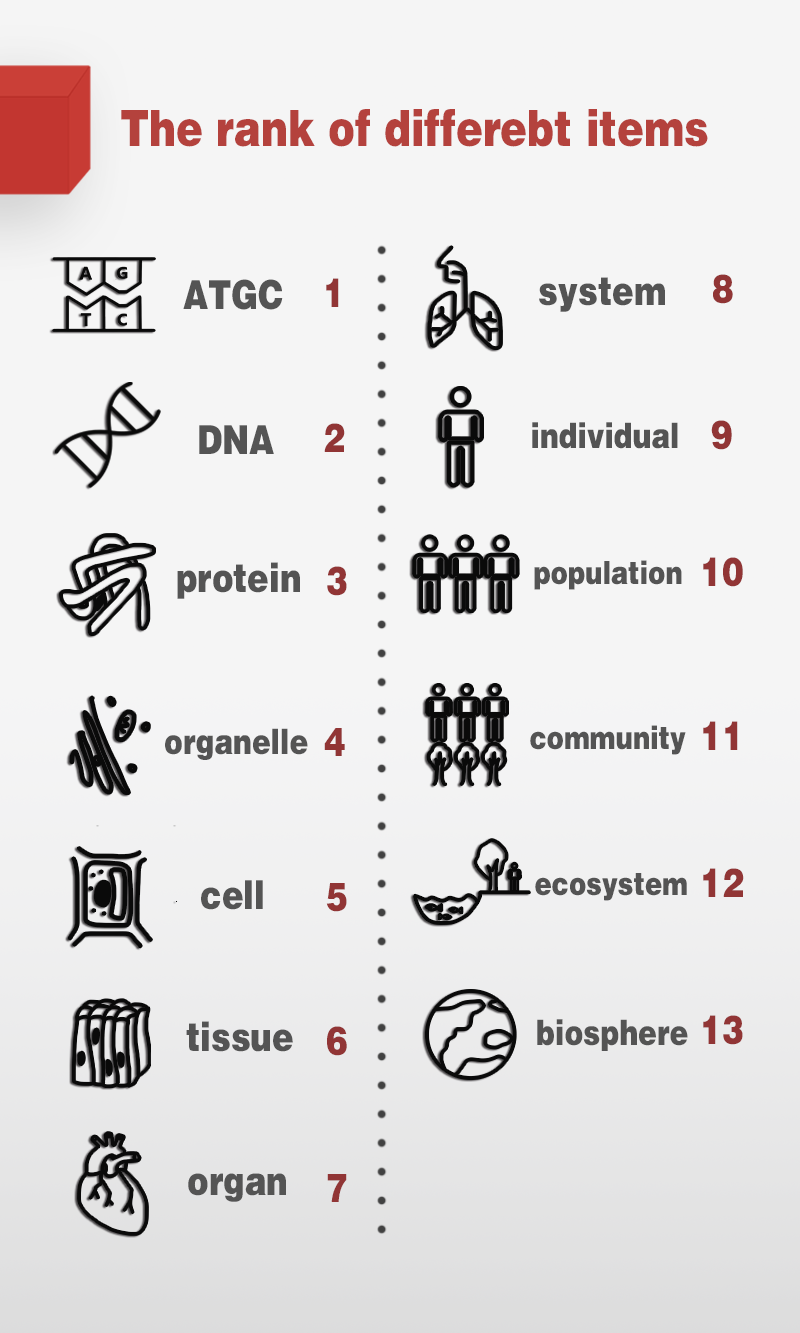 The rank of differebt items
A G
T C
ATGC 1
DNA 2
protein 3
organelle 4
cell 5
tissue 6
organ 7
system 8
individual 9
population 10
community 11
ecosystem 12
biosphere 13